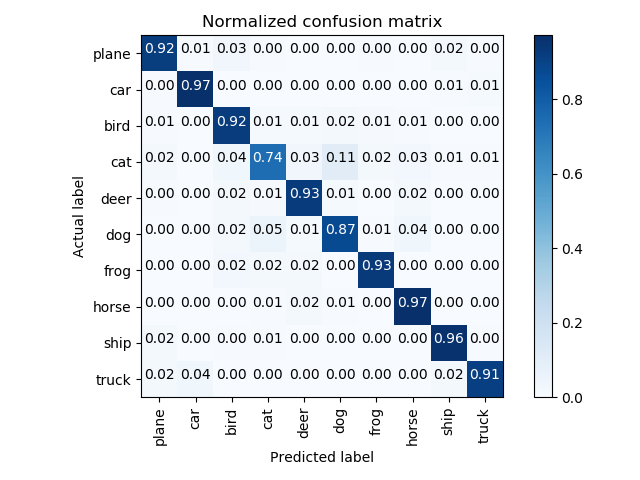 Normalized confusion matrix
plane 0.92 0.01 0.03 0.00 0.00 0.00 0.00 0.00 0.02 0.00
car 0.00 0.97 0.00 0.00 0.00 0.00 0.00 0.00 0.01 0.01
bird 0.01 0.00 0.92 0.01 0.01 0.02 0.01 0.01 0.00 0.00
cat 0.02 0.00 0.04 0.74 0.03 0.11 0.02 0.03 0.01 0.01
deer 0.00 0.00 0.02 0.01 0.93 0.01 0.00 0.02 0.00 0.00
dog 0.00 0.00 0.02 0.05 0.01 0.87 0.01 0.04 0.00 0.00
frog 0.00 0.00 0.02 0.02 0.02 0.00 0.93 0.00 0.00 0.00
horse 0.00 0.00 0.00 0.01 0.02 0.01 0.00 0.97 0.00 0.00
ship 0.02 0.00 0.00 0.01 0.00 0.00 0.00 0.00 0.96 0.00
truck 0.02 0.04 0.00 0.00 0.00 0.00 0.00 0.00 0.02 0.91
plane car bird cat deer dog frog horse ship truck
Predicted label
Actual label
0.8
0.6
0.4
0.2
0.0